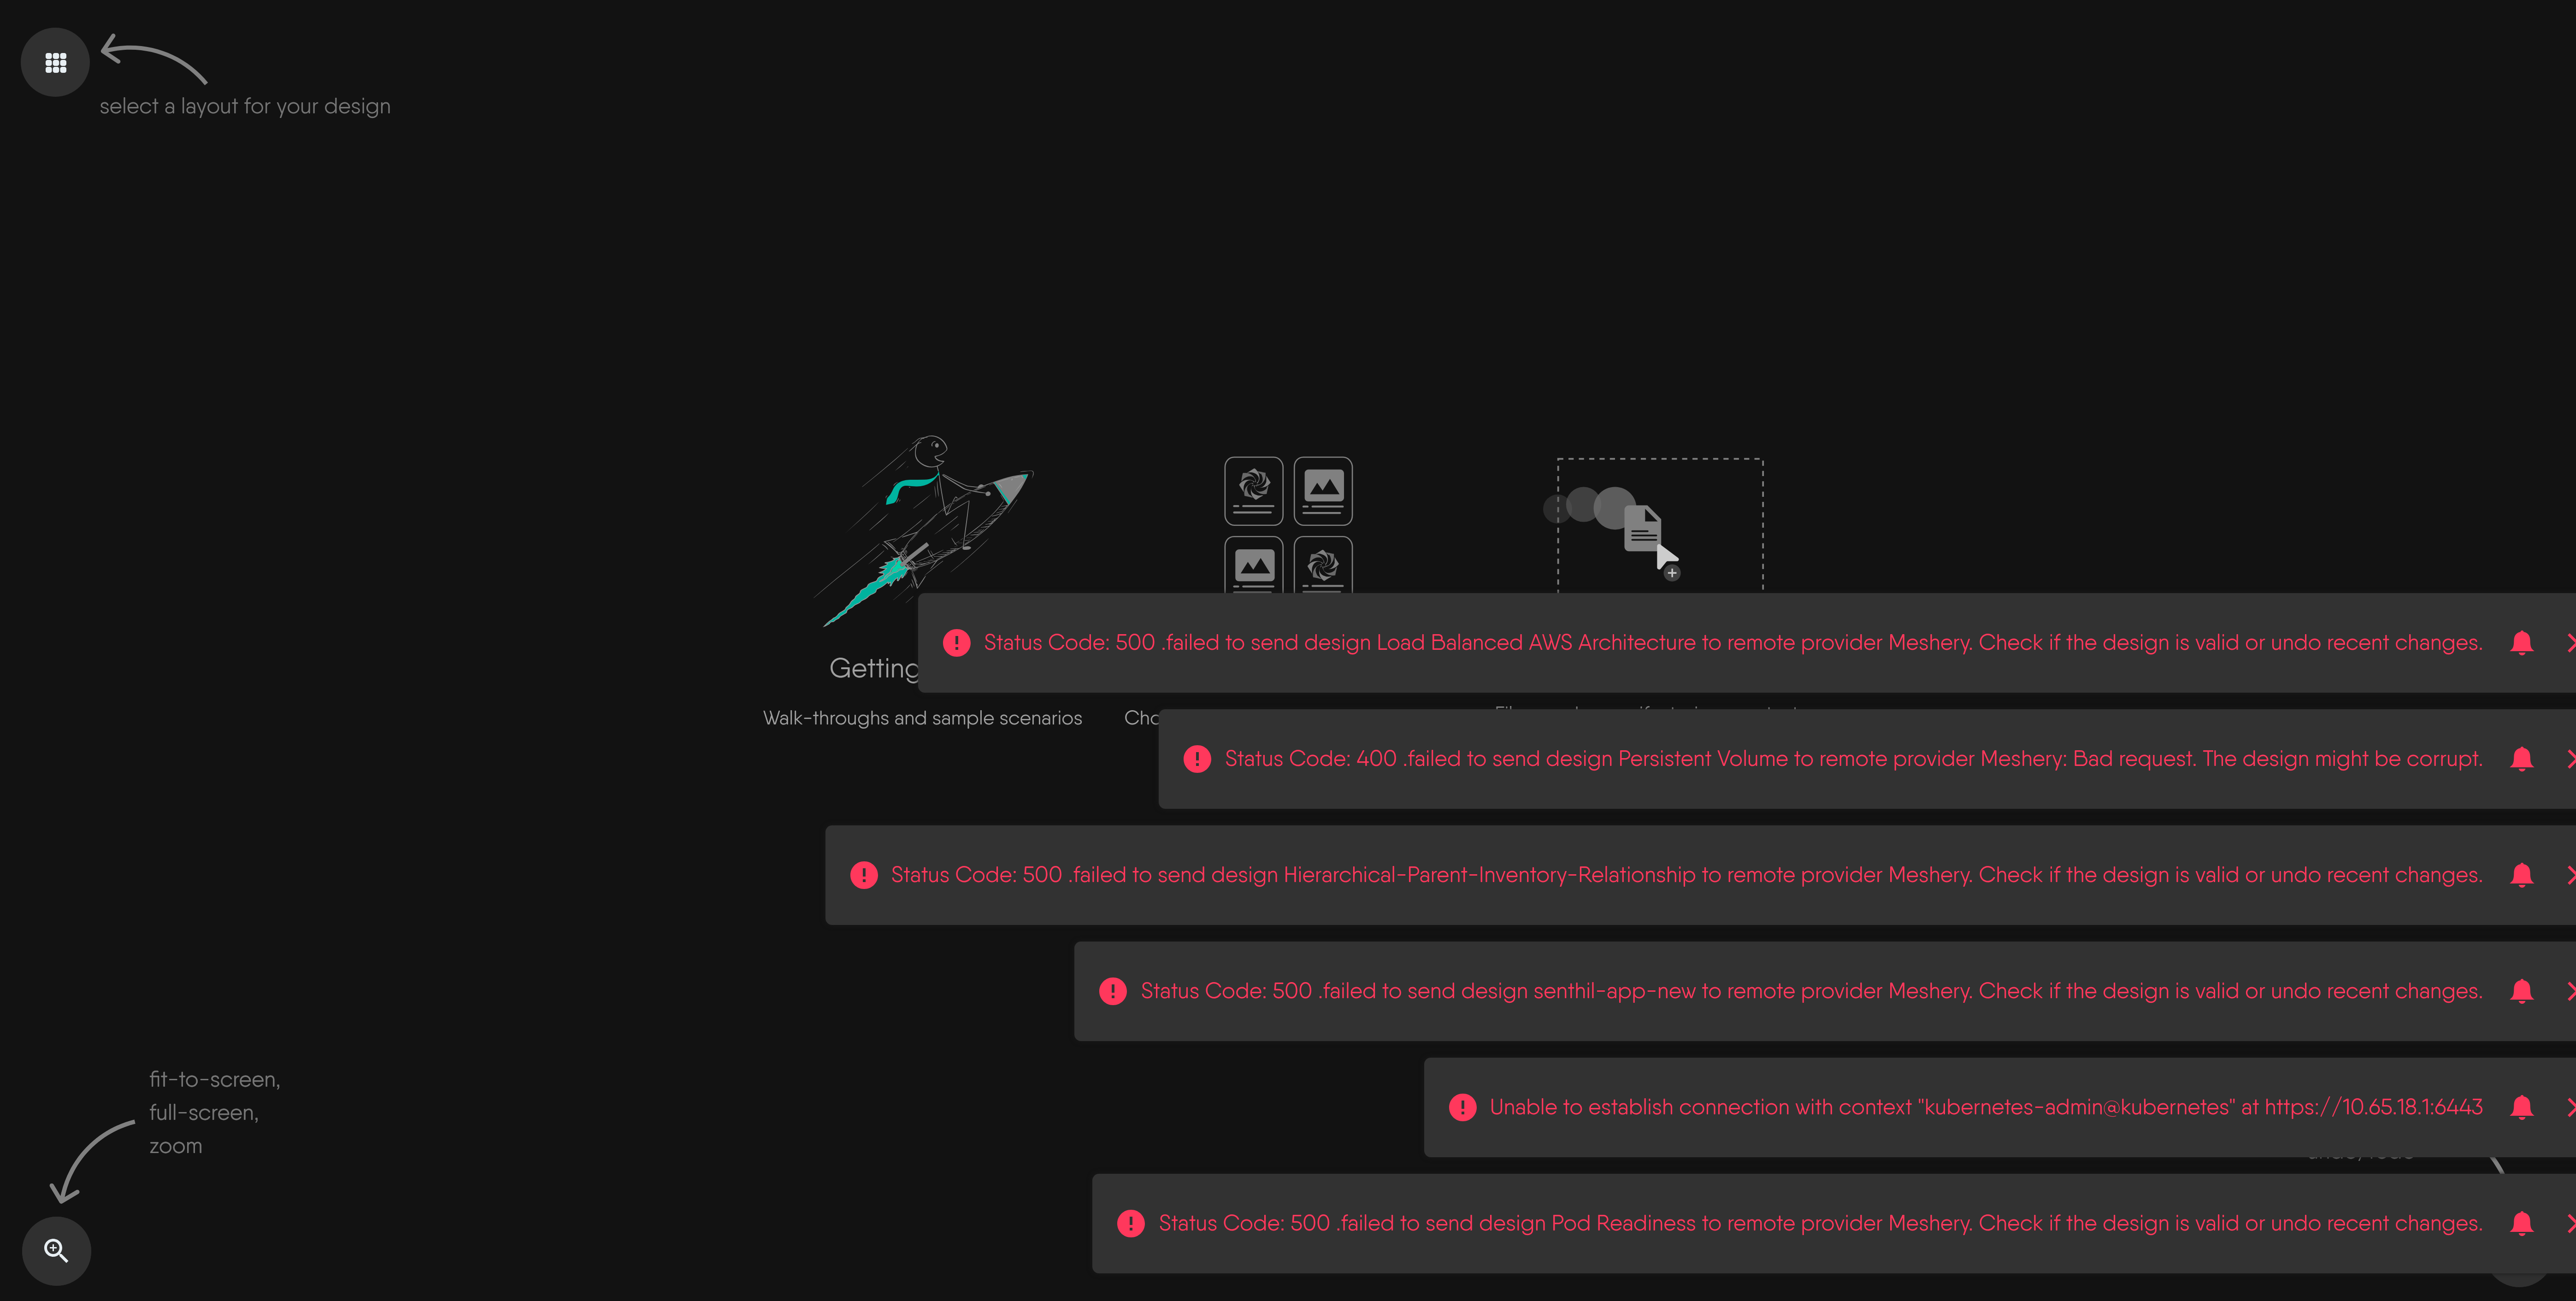 select a layout for your design
Getting
Walk-throughs and sample scenarios
Status Code: 500 .failed to send design Load Balanced AWS Architecture to remote provider Meshery. Check if the design is valid or undo recent changes.
Status Code: 400 .failed to send design Persistent Volume to remote provider Meshery: Bad request. The design might be corrupt.
Status Code: 500 .failed to send design Hierarchical-Parent-Inventory-Relationship to remote provider Meshery. Check if the design is valid or undo recent changes.
Status Code: 500 .failed to send design senthil-app-new to remote provider Meshery. Check if the design is valid or undo recent changes.
Unable to establish connection with context "kubernetes-admin@kubernetes" at https://10.65.18.1:6443
Status Code: 500 .failed to send design Pod Readiness to remote provider Meshery. Check if the design is valid or undo recent changes.
fit-to-screen,
full-screen,
zoom